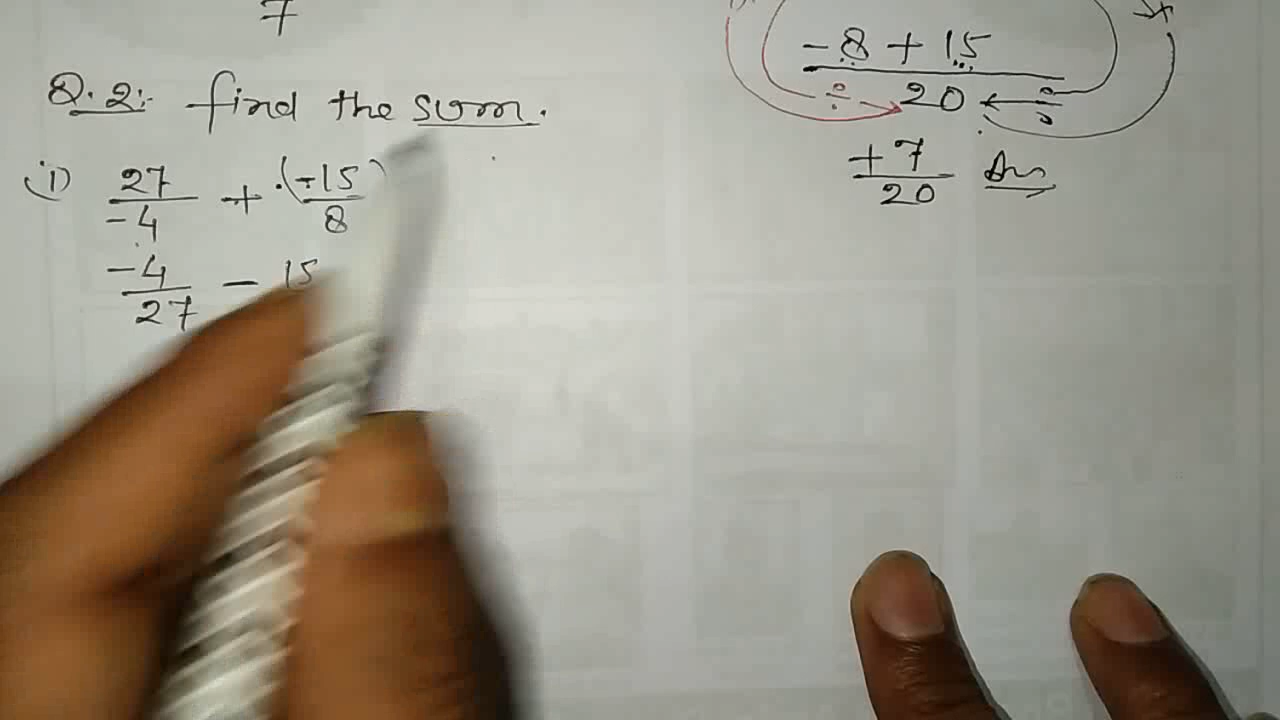 7
Q.2:- find the sum.
(i) 27/-4 + (-15)/8
-4/27 - 15
-8 + 15
÷ 20 ÷
+7/20 Ans